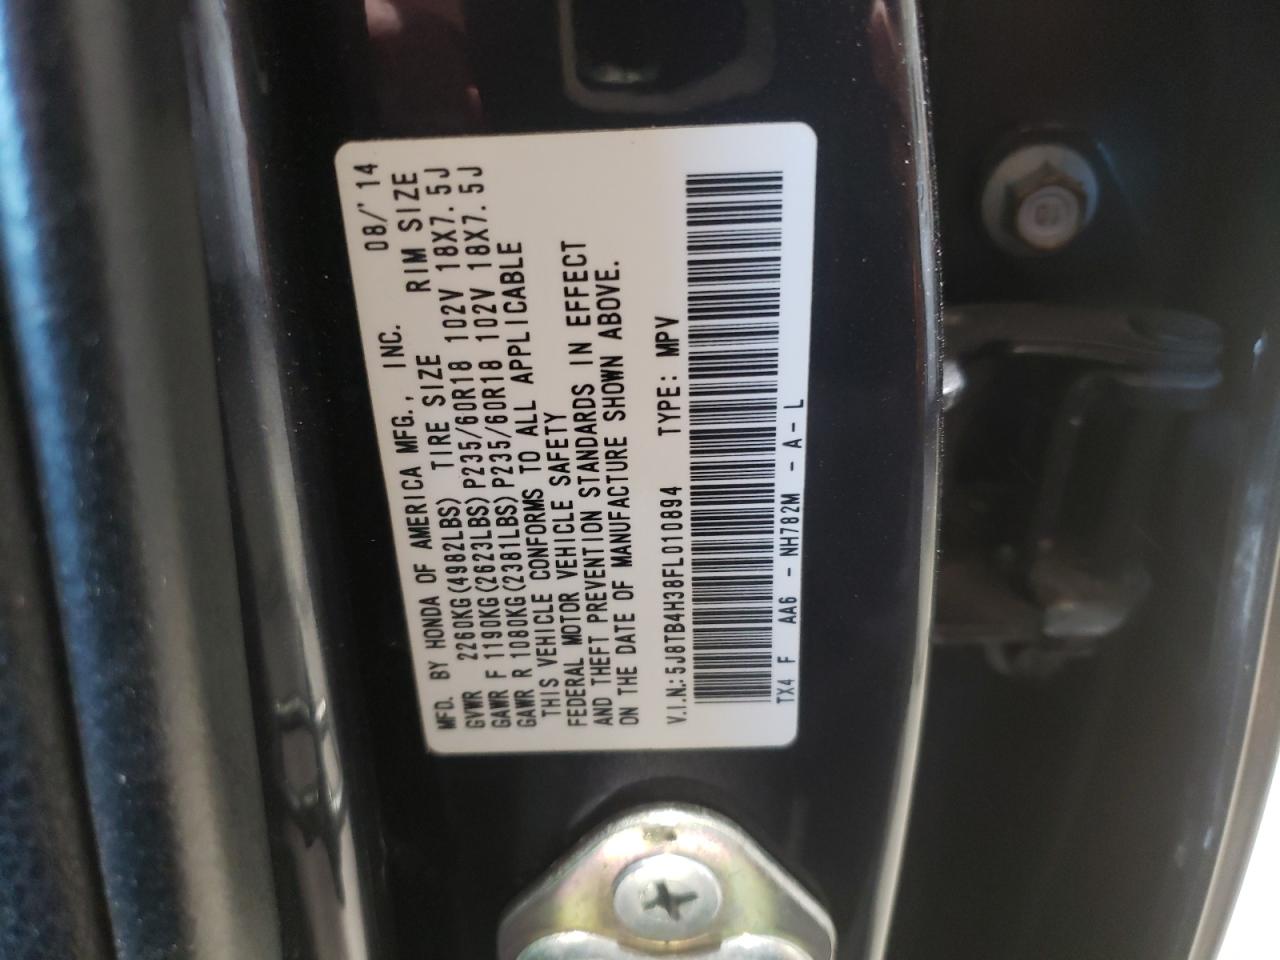 MFD. BY HONDA OF AMERICA MFG., INC. 08/'14
GVWR 2260KG(4982LBS) TIRE SIZE RIM SIZE
GAWR F 1190KG(2623LBS) P235/60R18 102V 18X7.5J
GAWR R 1080KG(2381LBS) P235/60R18 102V 18X7.5J
THIS VEHICLE CONFORMS TO ALL APPLICABLE
FEDERAL MOTOR VEHICLE SAFETY
AND THEFT PREVENTION STANDARDS IN EFFECT
ON THE DATE OF MANUFACTURE SHOWN ABOVE.
V.I.N.: 5J8TB4H38FL010894 TYPE: MPV
TX4 F AA6 - NH782M - A - L